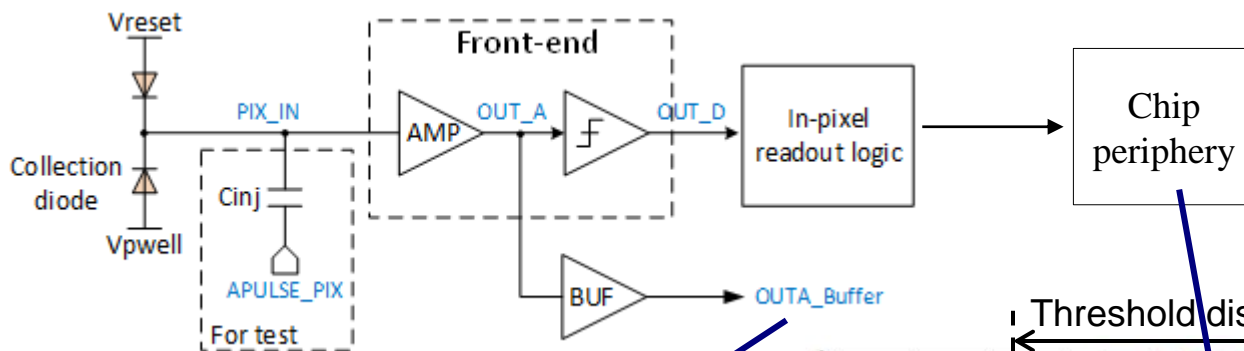 Vreset
Front-end
PIX_IN
OUT_A
OUT_D
AMP
In-pixel
readout logic
Chip
periphery
Collection
diode
Cinj
Vpwell
APULSE_PIX
For test
BUF
OUTA_Buffer
Threshold